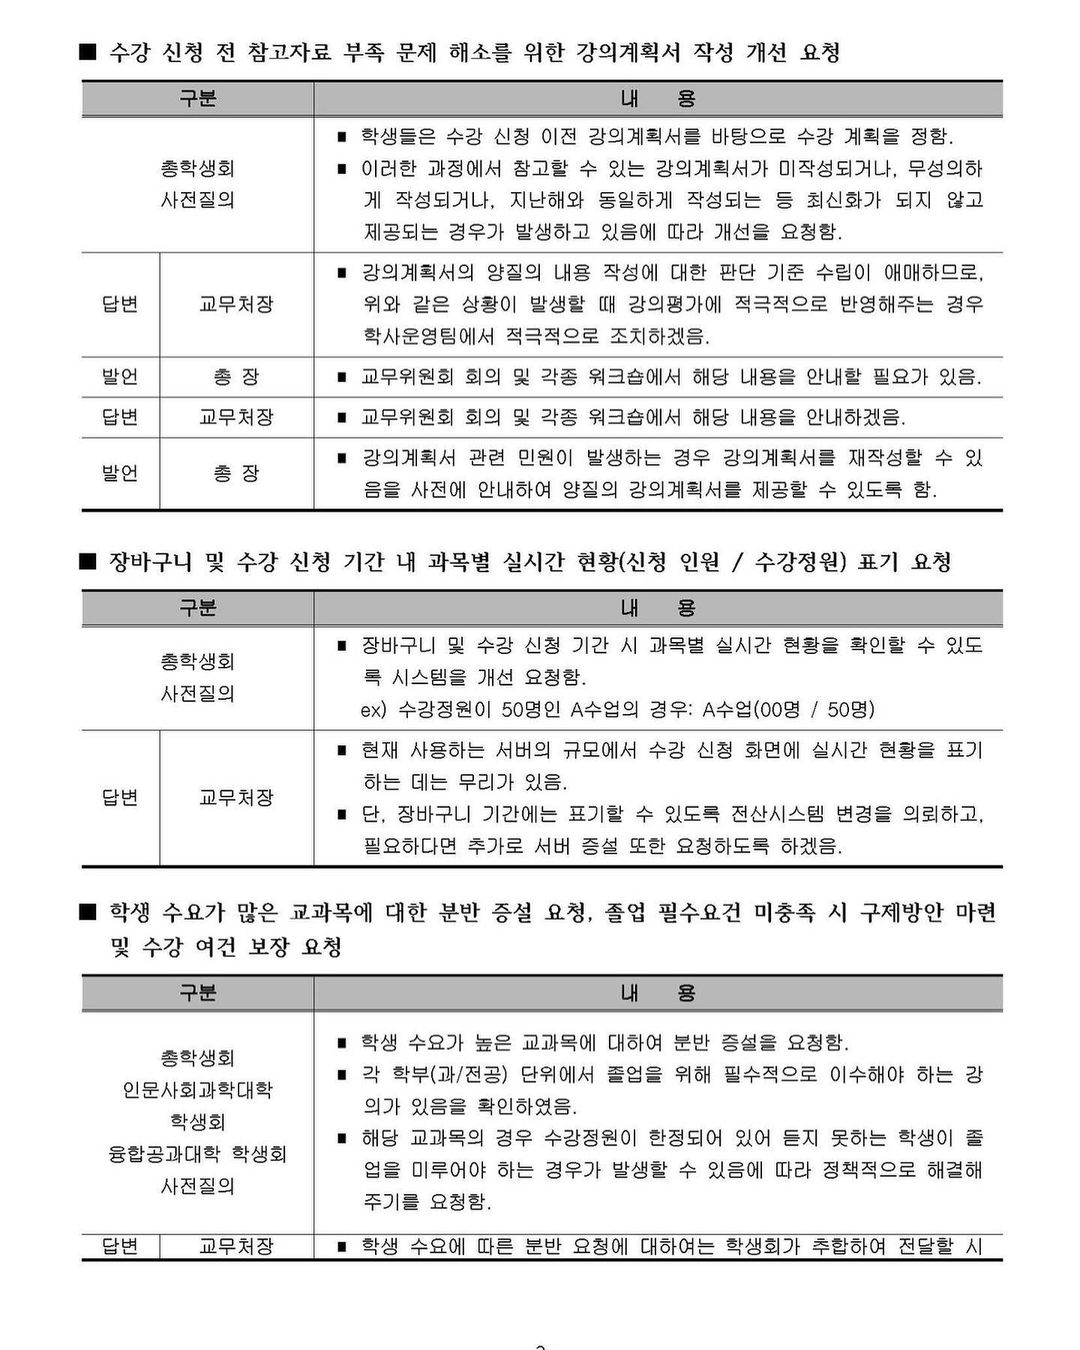 ■ 수강 신청 전 참고자료 부족 문제 해소를 위한 강의계획서 작성 개선 요청
구분 내 용
총학생회
사전질의
■ 학생들은 수강 신청 이전 강의계획서를 바탕으로 수강 계획을 정함.
■ 이러한 과정에서 참고할 수 있는 강의계획서가 미작성되거나, 무성의하
게 작성되거나, 지난해와 동일하게 작성되는 등 최신화가 되지 않고
제공되는 경우가 발생하고 있음에 따라 개선을 요청함.
답변 교무처장
■ 강의계획서의 양질의 내용 작성에 대한 판단 기준 수립이 애매하므로,
위와 같은 상황이 발생할 때 강의평가에 적극적으로 반영해주는 경우
학사운영팀에서 적극적으로 조치하겠음.
발언 총 장 ■ 교무위원회 회의 및 각종 워크숍에서 해당 내용을 안내할 필요가 있음.
답변 교무처장 ■ 교무위원회 회의 및 각종 워크숍에서 해당 내용을 안내하겠음.
발언 총 장
■ 강의계획서 관련 민원이 발생하는 경우 강의계획서를 재작성할 수 있
음을 사전에 안내하여 양질의 강의계획서를 제공할 수 있도록 함.
■ 장바구니 및 수강 신청 기간 내 과목별 실시간 현황(신청 인원 / 수강정원) 표기 요청
구분 내 용
총학생회
사전질의
■ 장바구니 및 수강 신청 기간 시 과목별 실시간 현황을 확인할 수 있도
록 시스템을 개선 요청함.
ex) 수강정원이 50명인 A수업의 경우: A수업(00명 / 50명)
답변 교무처장
■ 현재 사용하는 서버의 규모에서 수강 신청 화면에 실시간 현황을 표기
하는 데는 무리가 있음.
■ 단, 장바구니 기간에는 표기할 수 있도록 전산시스템 변경을 의뢰하고,
필요하다면 추가로 서버 증설 또한 요청하도록 하겠음.
■ 학생 수요가 많은 교과목에 대한 분반 증설 요청, 졸업 필수요건 미충족 시 구제방안 마련
및 수강 여건 보장 요청
구분 내 용
총학생회
인문사회과학대학
학생회
융합공과대학 학생회
사전질의
■ 학생 수요가 높은 교과목에 대하여 분반 증설을 요청함.
■ 각 학부(과/전공) 단위에서 졸업을 위해 필수적으로 이수해야 하는 강
의가 있음을 확인하였음.
■ 해당 교과목의 경우 수강정원이 한정되어 있어 듣지 못하는 학생이 졸
업을 미루어야 하는 경우가 발생할 수 있음에 따라 정책적으로 해결해
주기를 요청함.
답변 교무처장 ■ 학생 수요에 따른 분반 요청에 대하여는 학생회가 추합하여 전달할 시